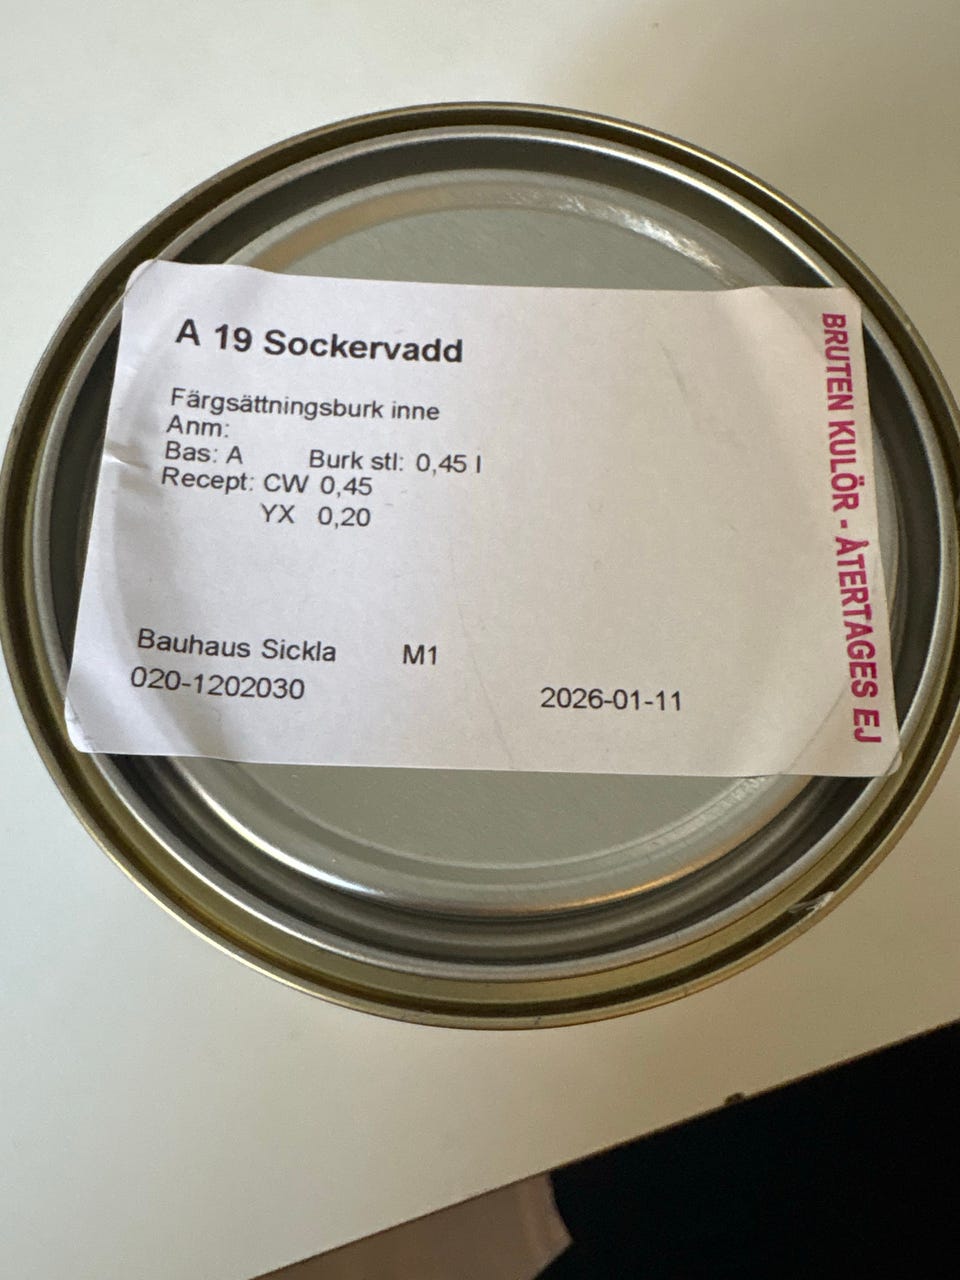 A 19 Sockervadd
Färgsättningsburk inne
Anm:
Bas: A Burk stl: 0,45 l
Recept: CW 0,45
YX 0,20
Bauhaus Sickla M1
020-1202030
2026-01-11
BRUTEN KULÖR - ÅTERTAGES EJ